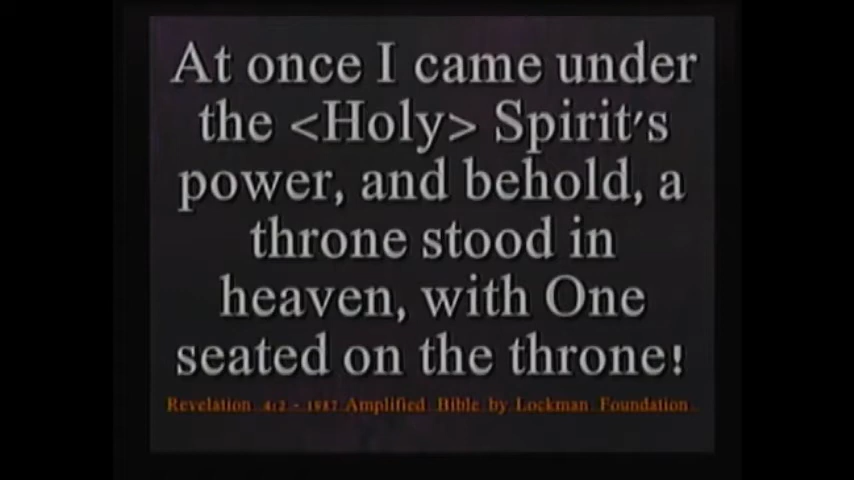 At once I came under
the <Holy> Spirit's
power, and behold, a
throne stood in
heaven, with One
seated on the throne!
Revelation 4:2 - 1987 Amplified Bible by Lockman Foundation